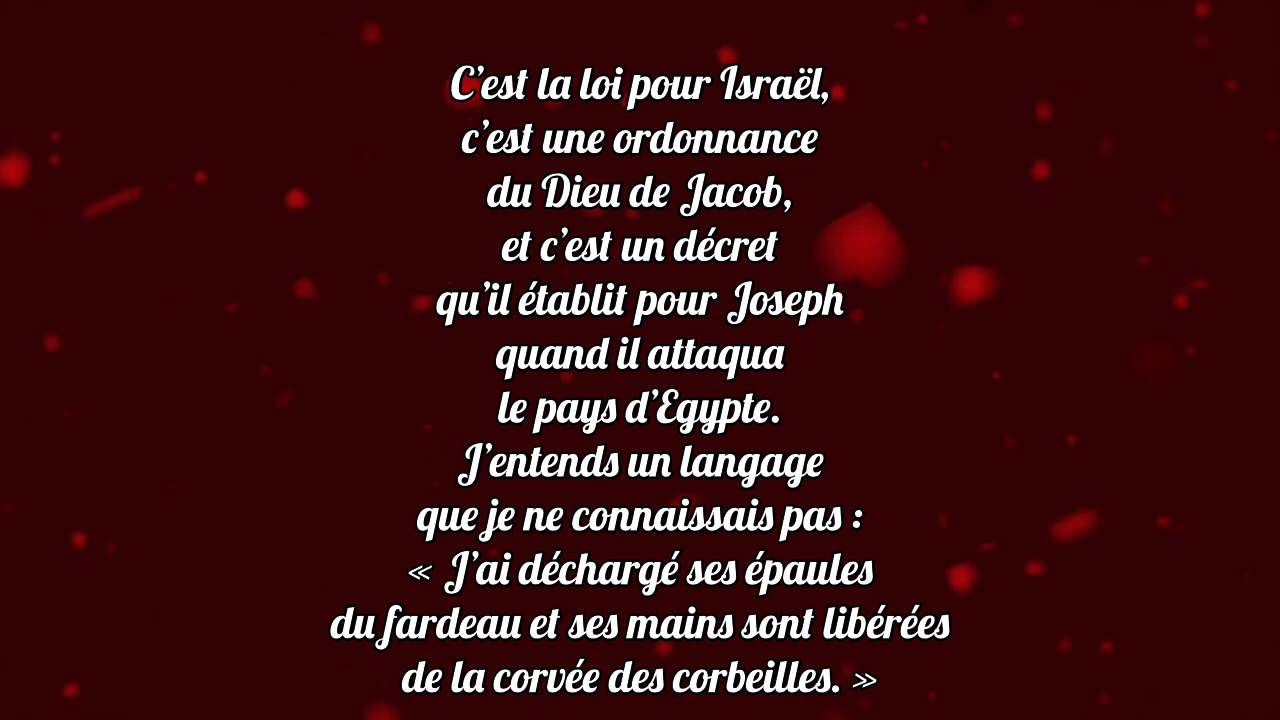 C’est la loi pour Israël,
c’est une ordonnance
du Dieu de Jacob,
et c’est un décret
qu’il établit pour Joseph
quand il attaqua
le pays d’Egypte.
J’entends un langage
que je ne connaissais pas :
« J’ai déchargé ses épaules
du fardeau et ses mains sont libérées
de la corvée des corbeilles. »